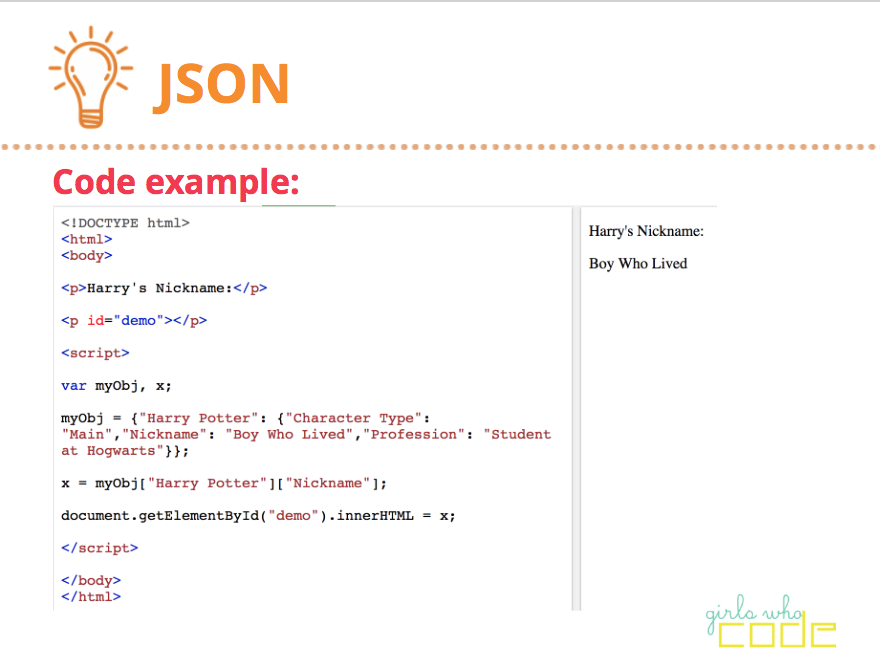 JSON
Code example:
<!DOCTYPE html>
<html>
<body>
<p>Harry's Nickname:</p>
<p id="demo"></p>
<script>
var myObj, x;
myObj = {"Harry Potter": {"Character Type":
"Main","Nickname": "Boy Who Lived","Profession": "Student
at Hogwarts"}};
x = myObj["Harry Potter"]["Nickname"];
document.getElementById("demo").innerHTML = x;
</script>
</body>
</html>
Harry's Nickname:
Boy Who Lived
girls who
code